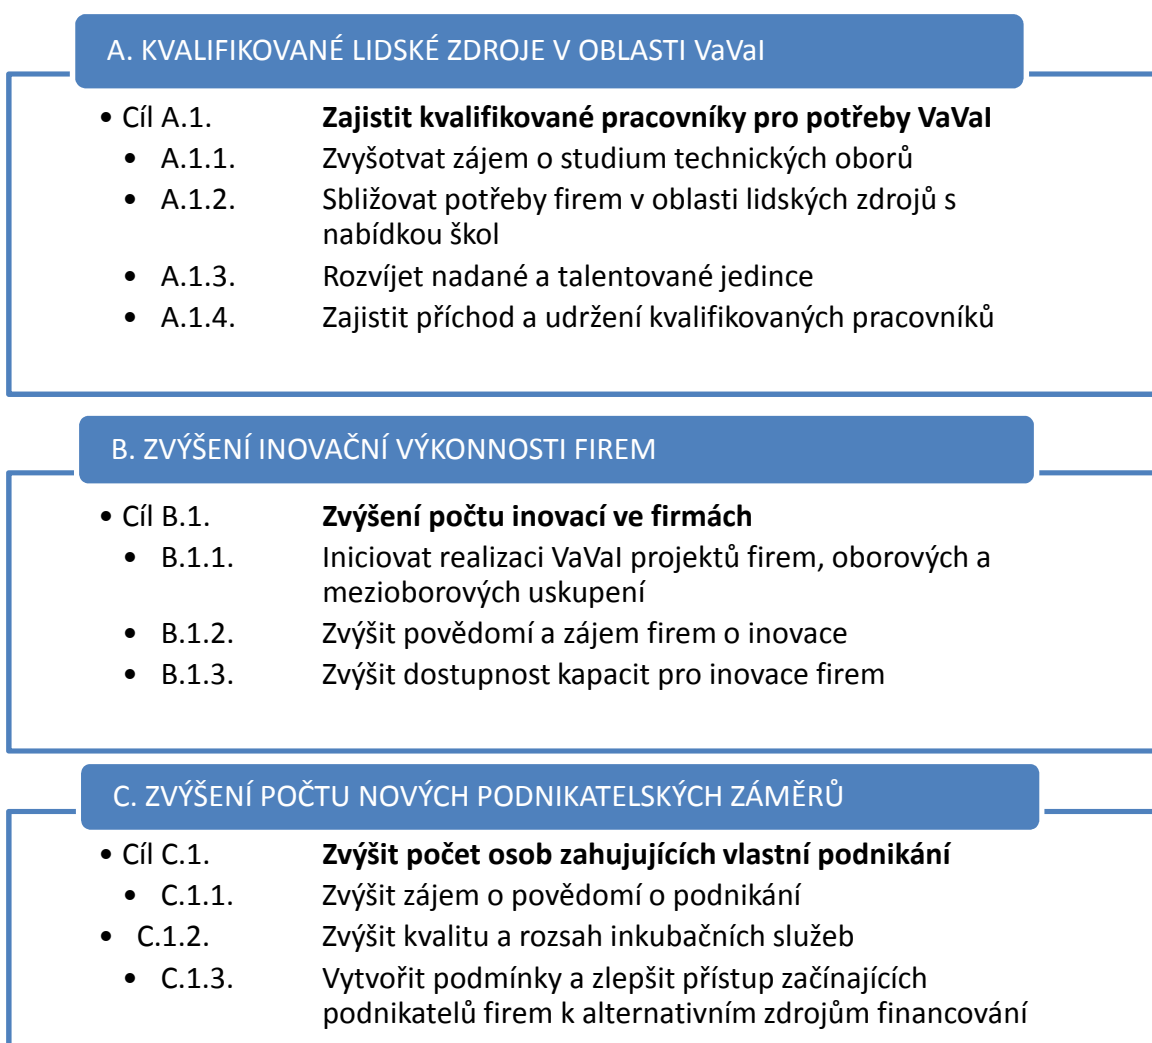 A. KVALIFIKOVANÉ LIDSKÉ ZDROJE V OBLASTI VaVaI
• Cíl A.1. Zajistit kvalifikované pracovníky pro potřeby VaVaI
• A.1.1. Zvyšotvat zájem o studium technických oborů
• A.1.2. Sbližovat potřeby firem v oblasti lidských zdrojů s
nabídkou škol
• A.1.3. Rozvíjet nadané a talentované jedince
• A.1.4. Zajistit příchod a udržení kvalifikovaných pracovníků
B. ZVÝŠENÍ INOVAČNÍ VÝKONNOSTI FIREM
• Cíl B.1. Zvýšení počtu inovací ve firmách
• B.1.1. Iniciovat realizaci VaVaI projektů firem, oborových a
mezioborových uskupení
• B.1.2. Zvýšit povědomí a zájem firem o inovace
• B.1.3. Zvýšit dostupnost kapacit pro inovace firem
C. ZVÝŠENÍ POČTU NOVÝCH PODNIKATELSKÝCH ZÁMĚRŮ
• Cíl C.1. Zvýšit počet osob zahujujících vlastní podnikání
• C.1.1. Zvýšit zájem o povědomí o podnikání
• C.1.2. Zvýšit kvalitu a rozsah inkubačních služeb
• C.1.3. Vytvořit podmínky a zlepšit přístup začínajících
podnikatelů firem k alternativním zdrojům financování